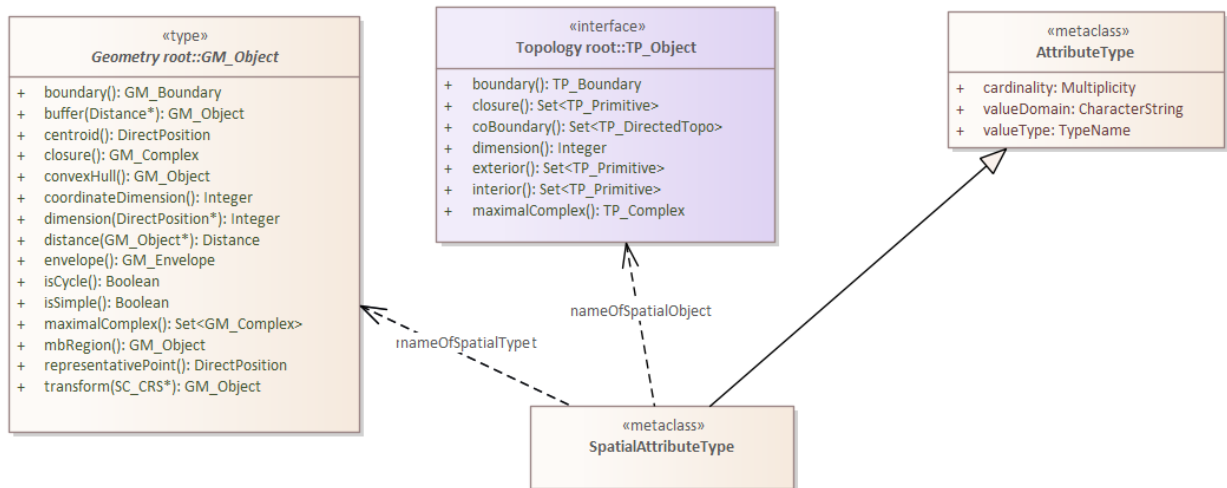 «type»
Geometry root::GM_Object
+ boundary(): GM_Boundary
+ buffer(Distance*): GM_Object
+ centroid(): DirectPosition
+ closure(): GM_Complex
+ convexHull(): GM_Object
+ coordinateDimension(): Integer
+ dimension(DirectPosition*): Integer
+ distance(GM_Object*): Distance
+ envelope(): GM_Envelope
+ isCycle(): Boolean
+ isSimple(): Boolean
+ maximalComplex(): Set<GM_Complex>
+ mbRegion(): GM_Object
+ representativePoint(): DirectPosition
+ transform(SC_CRS*): GM_Object
«interface»
Topology root::TP_Object
+ boundary(): TP_Boundary
+ closure(): Set<TP_Primitive>
+ coBoundary(): Set<TP_DirectedTopo>
+ dimension(): Integer
+ exterior(): Set<TP_Primitive>
+ interior(): Set<TP_Primitive>
+ maximalComplex(): TP_Complex
«metaclass»
AttributeType
+ cardinality: Multiplicity
+ valueDomain: CharacterString
+ valueType: TypeName
nameOfSpatialObject
nameOfSpatialType
«metaclass»
SpatialAttributeType